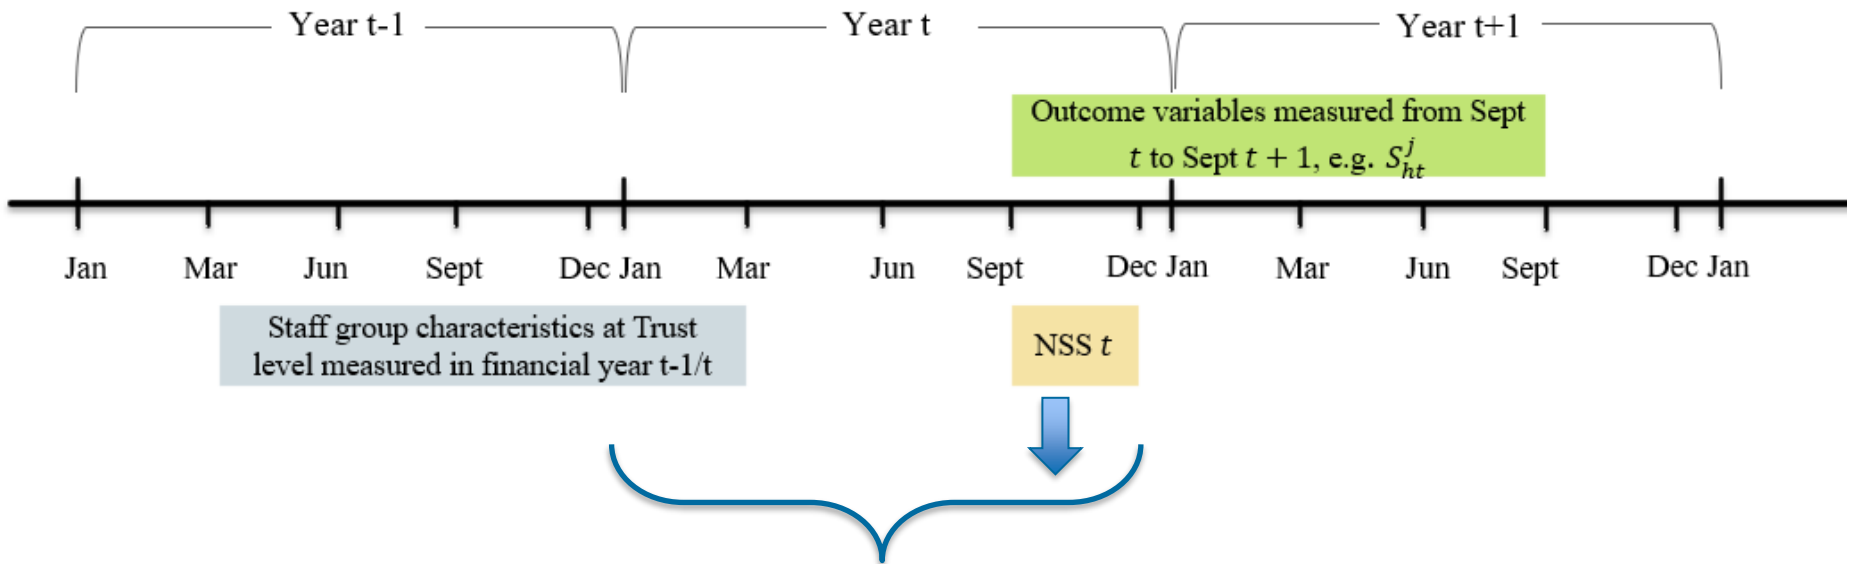 Year t-1 Year t Year t+1
Outcome variables measured from Sept
t to Sept t + 1, e.g. S_{ht}^{j}
Jan Mar Jun Sept Dec Jan Mar Jun Sept Dec Jan Mar Jun Sept Dec Jan
Staff group characteristics at Trust
level measured in financial year t-1/t
NSS t